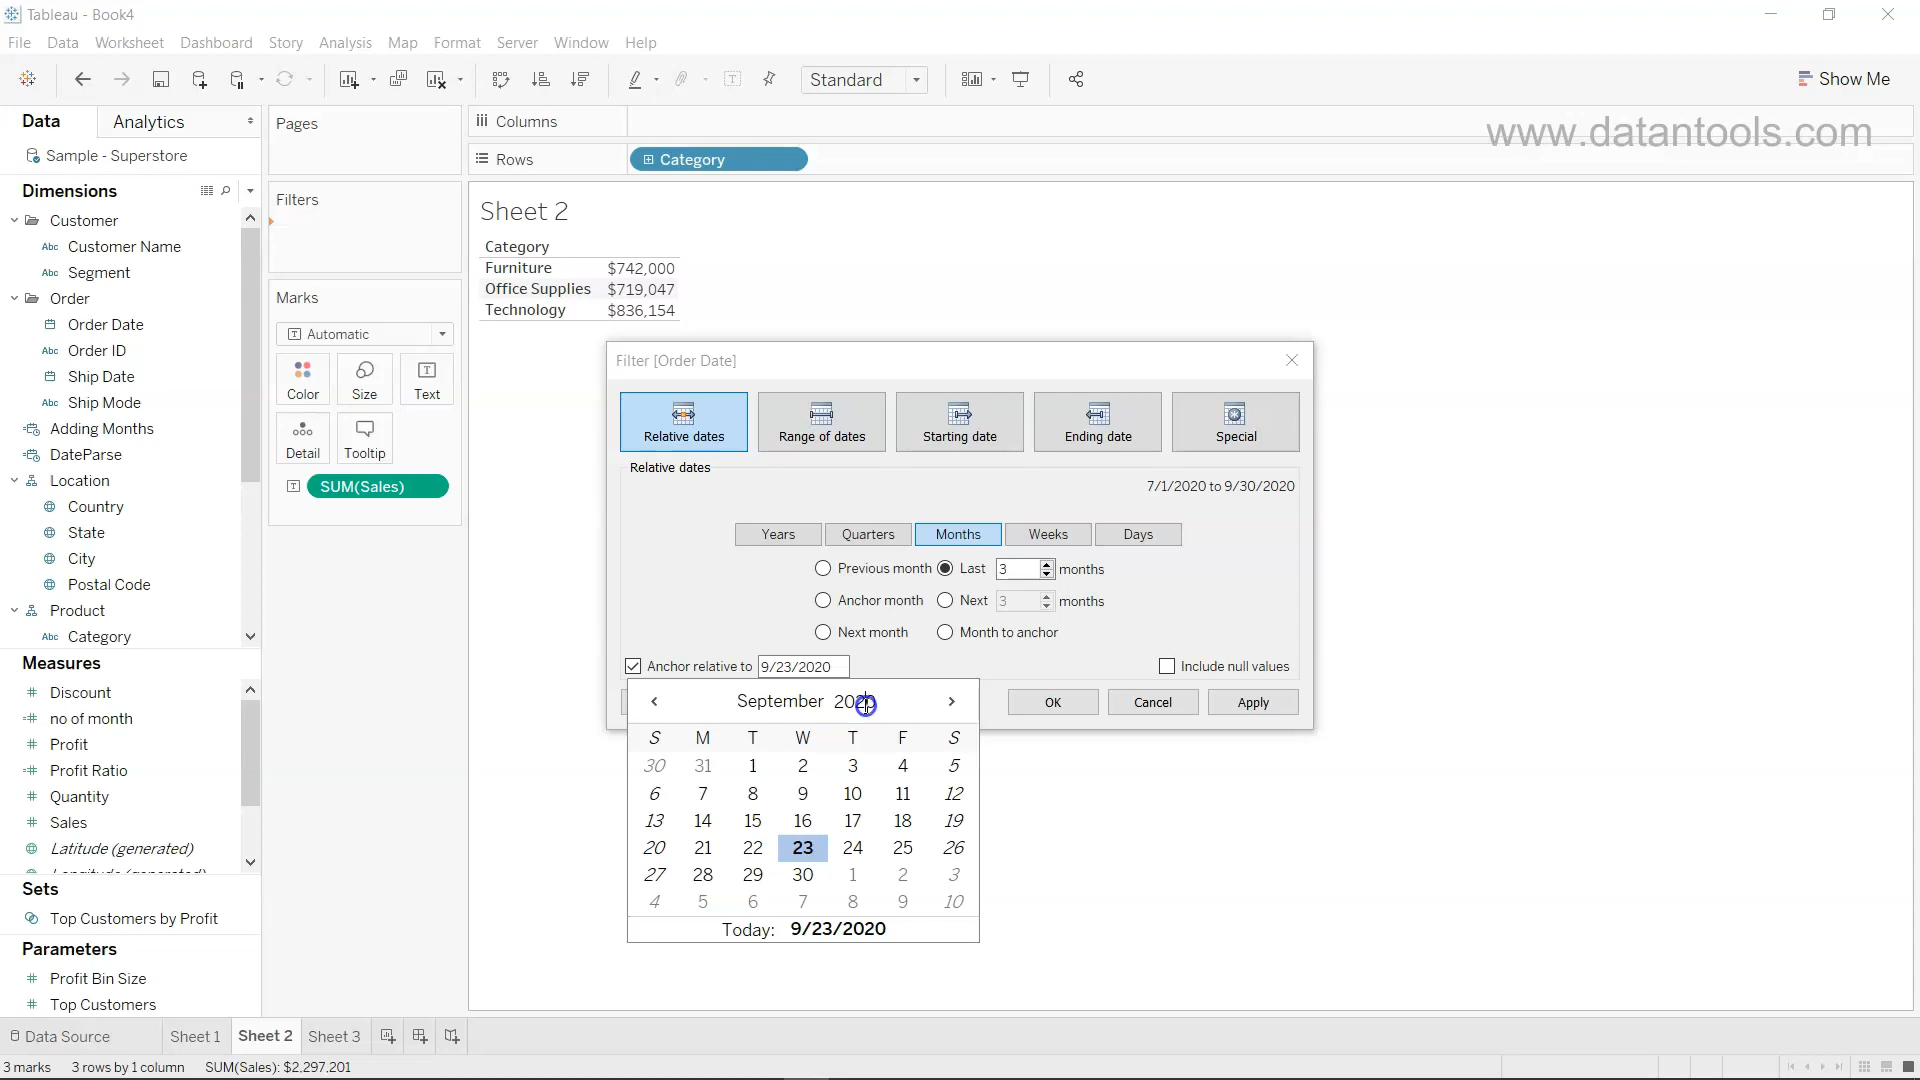 Tableau - Book4
File Data Worksheet Dashboard Story Analysis Map Format Server Window Help
Standard
Show Me
Data Analytics
Sample - Superstore
Dimensions
Customer
Abc Customer Name
Abc Segment
Order
Order Date
Abc Order ID
Ship Date
Abc Ship Mode
Adding Months
DateParse
Location
Country
State
City
Postal Code
Product
Abc Category
Measures
Discount
no of month
Profit
Profit Ratio
Quantity
Sales
Latitude (generated)
Longitude (generated)
Sets
Top Customers by Profit
Parameters
Profit Bin Size
Top Customers
Pages
Filters
Marks
Automatic
Color Size Text
Detail Tooltip
SUM(Sales)
Columns
Rows Category
www.datantools.com
Sheet 2
Category
Furniture $742,000
Office Supplies $719,047
Technology $836,154
Filter [Order Date]
Relative dates Range of dates Starting date Ending date Special
Relative dates
7/1/2020 to 9/30/2020
Years Quarters Months Weeks Days
Previous month Last 3 months
Anchor month Next 3 months
Next month Month to anchor
Anchor relative to 9/23/2020 Include null values
OK Cancel Apply
September 2020
S M T W T F S
30 31 1 2 3 4 5
6 7 8 9 10 11 12
13 14 15 16 17 18 19
20 21 22 23 24 25 26
27 28 29 30 1 2 3
4 5 6 7 8 9 10
Today: 9/23/2020
Data Source Sheet 1 Sheet 2 Sheet 3
3 marks 3 rows by 1 column SUM(Sales): $2,297,201